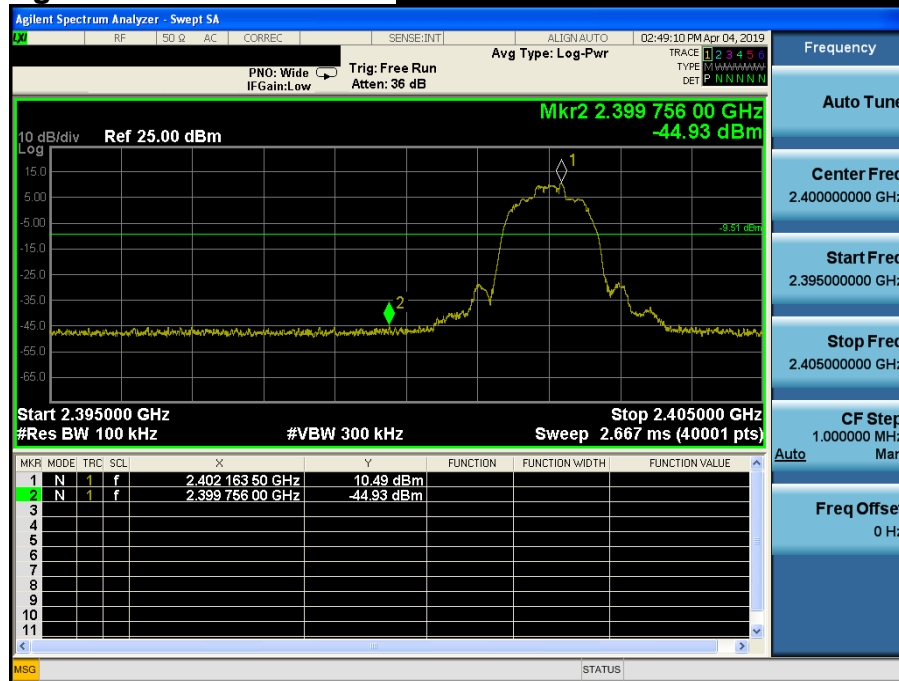 Agilent Spectrum Analyzer - Swept SA
LXI RF 50 Ω AC CORREC SENSE:INT ALIGN AUTO 02:49:10 PM Apr 04, 2019
Avg Type: Log-Pwr TRACE 1 2 3 4 5 6
PNO: Wide Trig: Free Run TYPE M W W W W W
IFGain:Low Atten: 36 dB DET P N N N N N
Mkr2 2.399 756 00 GHz
10 dB/div Ref 25.00 dBm -44.93 dBm
Log
1
15.0
5.00
-5.00
-9.51 dBm
-15.0
-25.0
-35.0
2
-45.0
-55.0
-65.0
Start 2.395000 GHz Stop 2.405000 GHz
#Res BW 100 kHz #VBW 300 kHz Sweep 2.667 ms (40001 pts)
MKR MODE TRC SCL X Y FUNCTION FUNCTION WIDTH FUNCTION VALUE
1 N 1 f 2.402 163 50 GHz 10.49 dBm
2 N 1 f 2.399 756 00 GHz -44.93 dBm
3
4
5
6
7
8
9
10
11
MSG STATUS
Frequency
Auto Tune
Center Freq
2.400000000 GHz
Start Freq
2.395000000 GHz
Stop Freq
2.405000000 GHz
CF Step
1.000000 MHz
Auto Man
Freq Offset
0 Hz